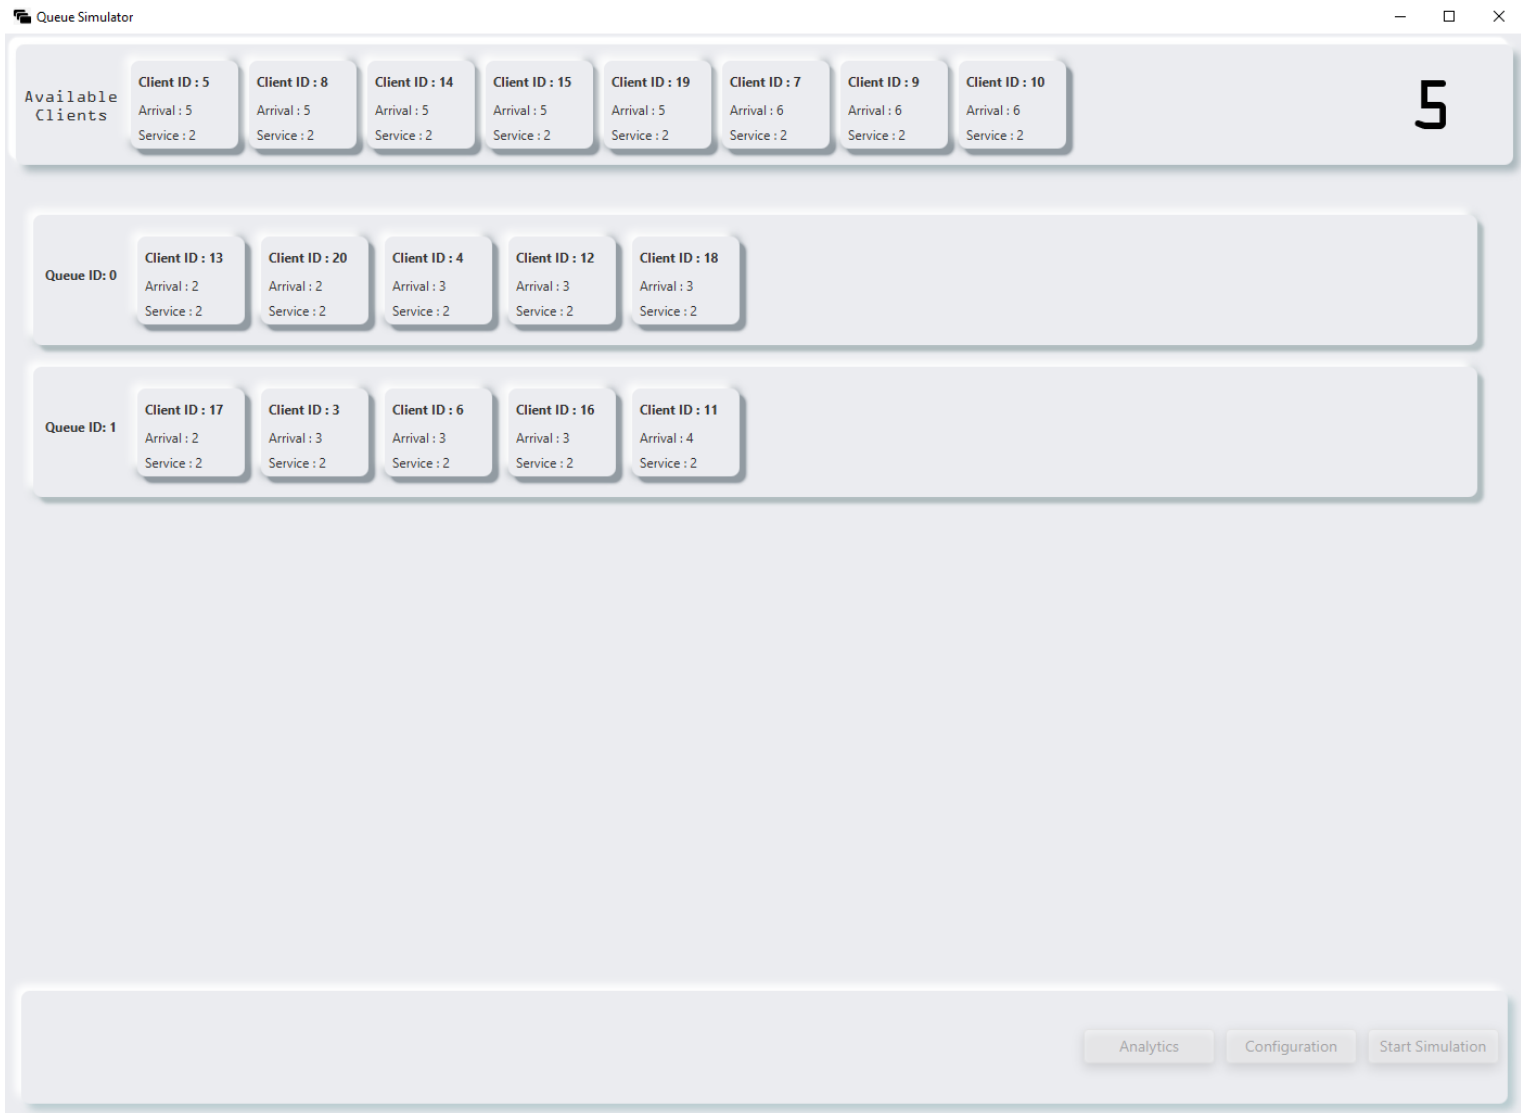 Queue Simulator
Available
Clients
Client ID : 5
Arrival : 5
Service : 2
Client ID : 8
Arrival : 5
Service : 2
Client ID : 14
Arrival : 5
Service : 2
Client ID : 15
Arrival : 5
Service : 2
Client ID : 19
Arrival : 5
Service : 2
Client ID : 7
Arrival : 6
Service : 2
Client ID : 9
Arrival : 6
Service : 2
Client ID : 10
Arrival : 6
Service : 2
5
Queue ID: 0
Client ID : 13
Arrival : 2
Service : 2
Client ID : 20
Arrival : 2
Service : 2
Client ID : 4
Arrival : 3
Service : 2
Client ID : 12
Arrival : 3
Service : 2
Client ID : 18
Arrival : 3
Service : 2
Queue ID: 1
Client ID : 17
Arrival : 2
Service : 2
Client ID : 3
Arrival : 3
Service : 2
Client ID : 6
Arrival : 3
Service : 2
Client ID : 16
Arrival : 3
Service : 2
Client ID : 11
Arrival : 4
Service : 2
Analytics
Configuration
Start Simulation